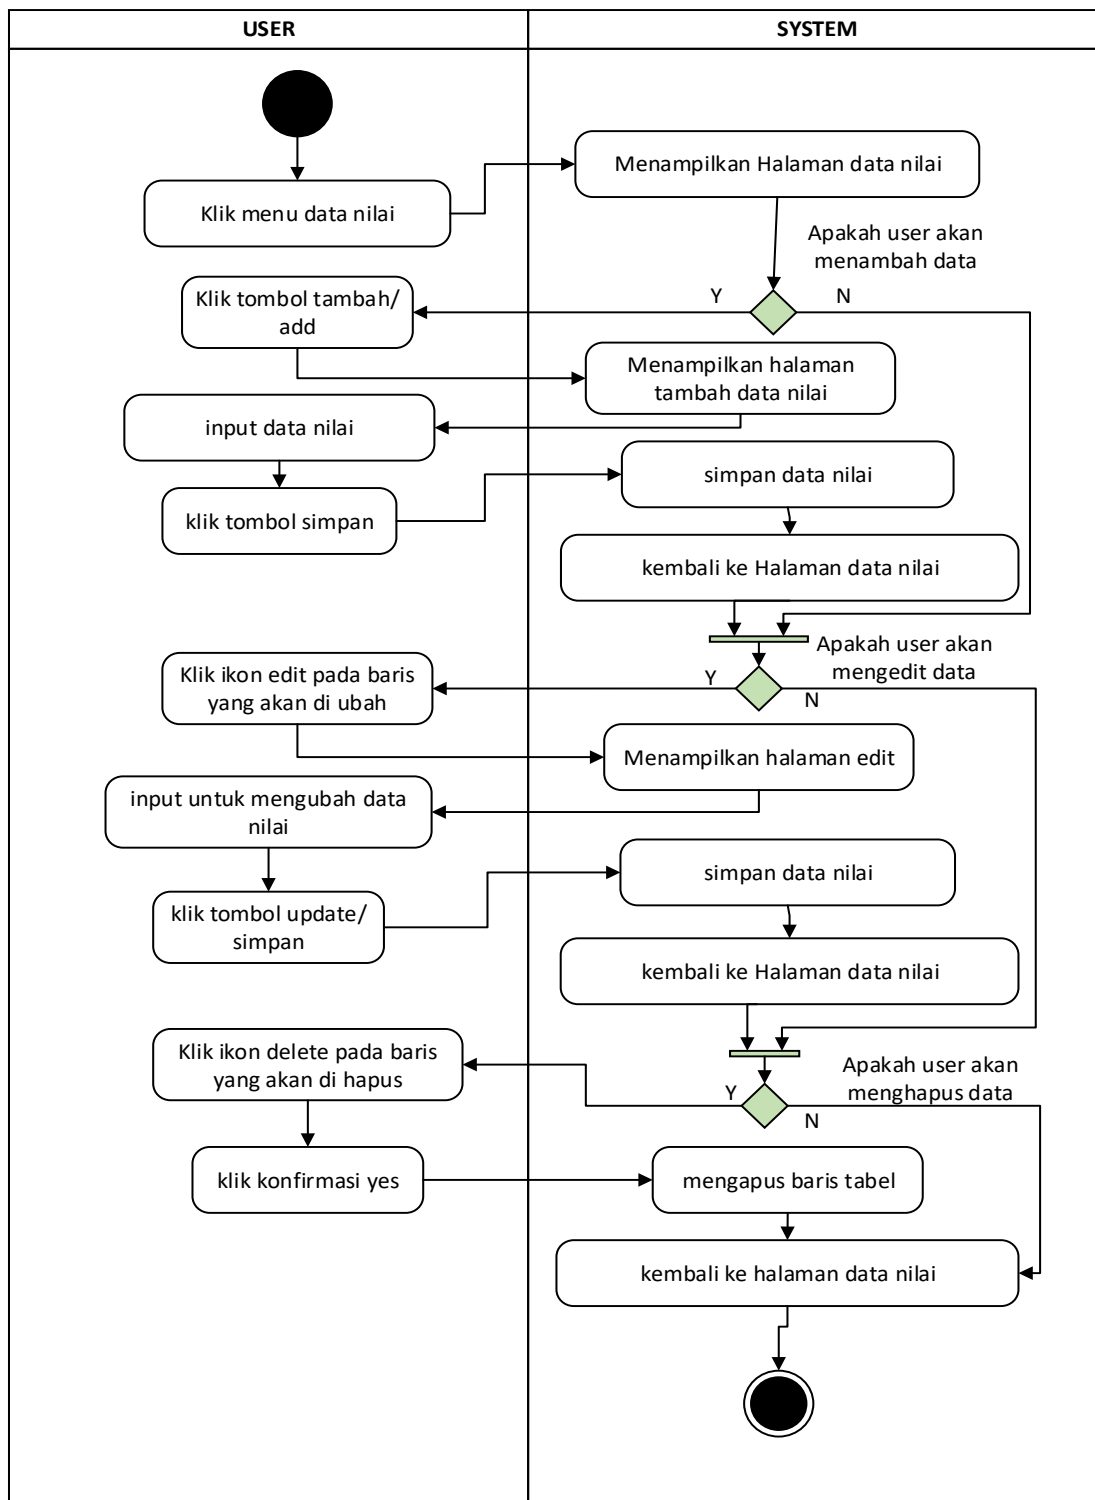 USER
SYSTEM
Menampilkan Halaman data nilai
Klik menu data nilai
Apakah user akan
menambah data
Y
N
Klik tombol tambah/
add
Menampilkan halaman
tambah data nilai
input data nilai
simpan data nilai
klik tombol simpan
kembali ke Halaman data nilai
Apakah user akan
mengedit data
Y
N
Klik ikon edit pada baris
yang akan di ubah
Menampilkan halaman edit
input untuk mengubah data
nilai
simpan data nilai
klik tombol update/
simpan
kembali ke Halaman data nilai
Klik ikon delete pada baris
yang akan di hapus
Apakah user akan
menghapus data
Y
N
klik konfirmasi yes
mengapus baris tabel
kembali ke halaman data nilai